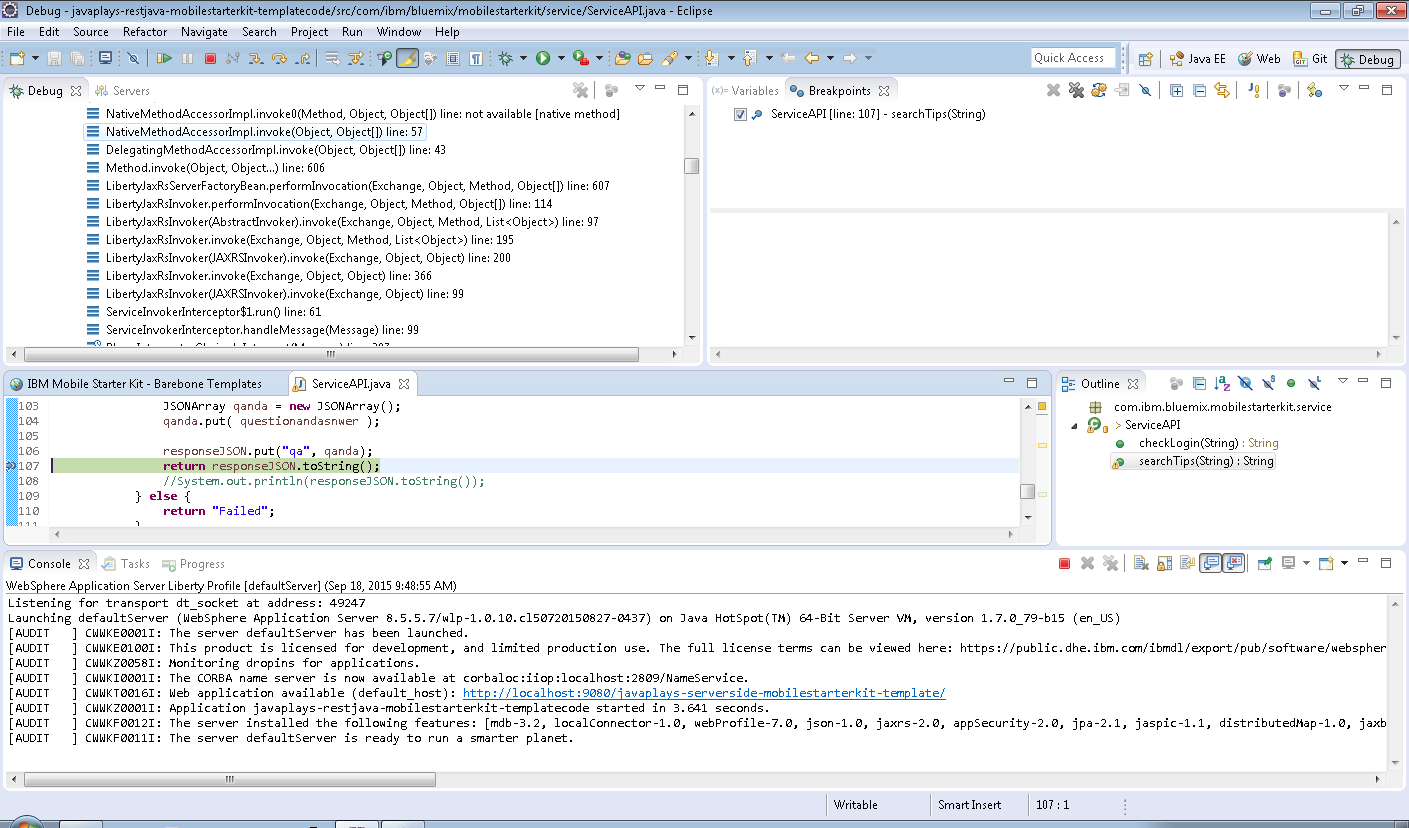 Debug - javaplays-restjava-mobilestarterkit-templatecode/src/com/ibm/bluemix/mobilestarterkit/service/ServiceAPI.java - Eclipse
File Edit Source Refactor Navigate Search Project Run Window Help
Quick Access Java EE Web Git Debug
Debug Servers
NativeMethodAccessorImpl.invoke0(Method, Object, Object[]) line: not available [native method]
NativeMethodAccessorImpl.invoke(Object, Object[]) line: 57
DelegatingMethodAccessorImpl.invoke(Object, Object[]) line: 43
Method.invoke(Object, Object...) line: 606
LibertyJaxRsServerFactoryBean.performInvocation(Exchange, Object, Method, Object[]) line: 607
LibertyJaxRsInvoker.performInvocation(Exchange, Object, Method, Object[]) line: 114
LibertyJaxRsInvoker(AbstractInvoker).invoke(Exchange, Object, Method, List<Object>) line: 97
LibertyJaxRsInvoker.invoke(Exchange, Object, Method, List<Object>) line: 195
LibertyJaxRsInvoker(JAXRSInvoker).invoke(Exchange, Object, Object) line: 200
LibertyJaxRsInvoker.invoke(Exchange, Object, Object) line: 366
LibertyJaxRsInvoker(JAXRSInvoker).invoke(Exchange, Object) line: 99
ServiceInvokerInterceptor$1.run() line: 61
ServiceInvokerInterceptor.handleMessage(Message) line: 99
(x)= Variables Breakpoints
ServiceAPI [line: 107] - searchTips(String)
IBM Mobile Starter Kit - Barebone Templates ServiceAPI.java
103 JSONArray qanda = new JSONArray();
104 qanda.put( questionandasnwer );
105
106 responseJSON.put("qa", qanda);
107 return responseJSON.toString();
108 //System.out.println(responseJSON.toString());
109 } else {
110 return "Failed";
111 }
Outline
com.ibm.bluemix.mobilestarterkit.service
> ServiceAPI
checkLogin(String) : String
searchTips(String) : String
Console Tasks Progress
WebSphere Application Server Liberty Profile [defaultServer] (Sep 18, 2015 9:48:55 AM)
Listening for transport dt_socket at address: 49247
Launching defaultServer (WebSphere Application Server 8.5.5.7/wlp-1.0.10.cl50720150827-0437) on Java HotSpot(TM) 64-Bit Server VM, version 1.7.0_79-b15 (en_US)
[AUDIT ] CWWKE0001I: The server defaultServer has been launched.
[AUDIT ] CWWKE0100I: This product is licensed for development, and limited production use. The full license terms can be viewed here: https://public.dhe.ibm.com/ibmdl/export/pub/software/webspher
[AUDIT ] CWWKZ0058I: Monitoring dropins for applications.
[AUDIT ] CWWKI0001I: The CORBA name server is now available at corbaloc:iiop:localhost:2809/NameService.
[AUDIT ] CWWKT0016I: Web application available (default_host): http://localhost:9080/javaplays-serverside-mobilestarterkit-template/
[AUDIT ] CWWKZ0001I: Application javaplays-restjava-mobilestarterkit-templatecode started in 3.641 seconds.
[AUDIT ] CWWKF0012I: The server installed the following features: [mdb-3.2, localConnector-1.0, webProfile-7.0, json-1.0, jaxrs-2.0, appSecurity-2.0, jpa-2.1, jaspic-1.1, distributedMap-1.0, jaxb
[AUDIT ] CWWKF0011I: The server defaultServer is ready to run a smarter planet.
Writable Smart Insert 107 : 1